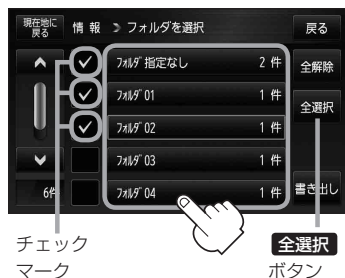 現在地に
戻る
情 報
フォルダを選択
戻る
ﾌｫﾙﾀﾞ指定なし 2 件
全解除
ﾌｫﾙﾀﾞ01 1 件
全選択
ﾌｫﾙﾀﾞ02 1 件
ﾌｫﾙﾀﾞ03 1 件
6件
ﾌｫﾙﾀﾞ04 1 件
書き出し
チェック
マーク
全選択
ボタン